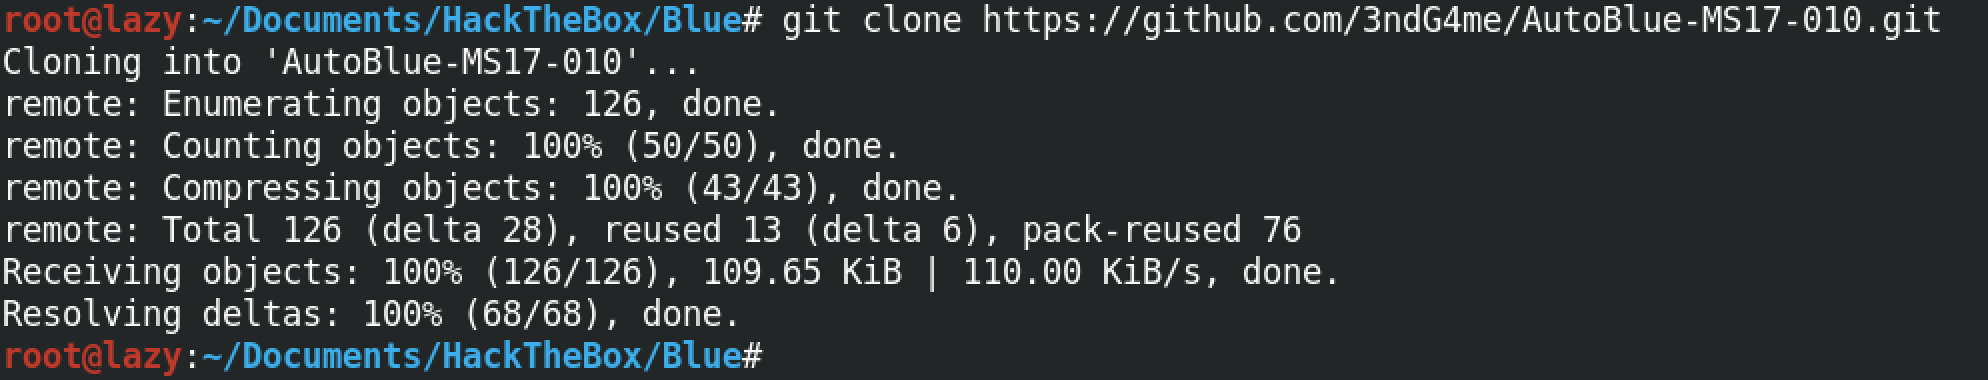 root@lazy:~/Documents/HackTheBox/Blue# git clone https://github.com/3ndG4me/AutoBlue-MS17-010.git
Cloning into 'AutoBlue-MS17-010'...
remote: Enumerating objects: 126, done.
remote: Counting objects: 100% (50/50), done.
remote: Compressing objects: 100% (43/43), done.
remote: Total 126 (delta 28), reused 13 (delta 6), pack-reused 76
Receiving objects: 100% (126/126), 109.65 KiB | 110.00 KiB/s, done.
Resolving deltas: 100% (68/68), done.
root@lazy:~/Documents/HackTheBox/Blue#